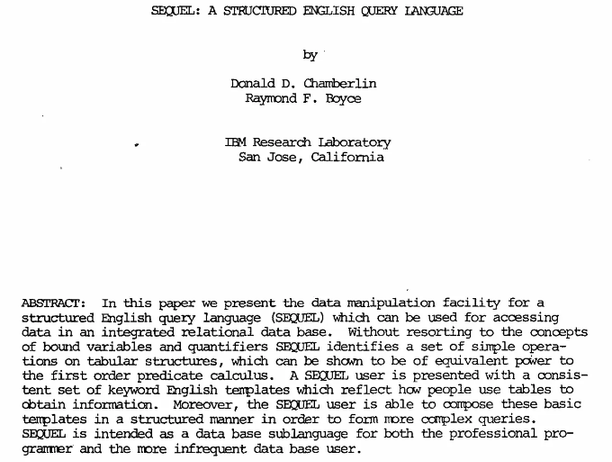 SEQUEL: A STRUCTURED ENGLISH QUERY LANGUAGE
by
Donald D. Chamberlin
Raymond F. Boyce
IBM Research Laboratory
San Jose, California
ABSTRACT: In this paper we present the data manipulation facility for a
structured English query language (SEQUEL) which can be used for accessing
data in an integrated relational data base. Without resorting to the concepts
of bound variables and quantifiers SEQUEL identifies a set of simple opera-
tions on tabular structures, which can be shown to be of equivalent power to
the first order predicate calculus. A SEQUEL user is presented with a consis-
tent set of keyword English templates which reflect how people use tables to
obtain information. Moreover, the SEQUEL user is able to compose these basic
templates in a structured manner in order to form more complex queries.
SEQUEL is intended as a data base sublanguage for both the professional pro-
grammer and the more infrequent data base user.